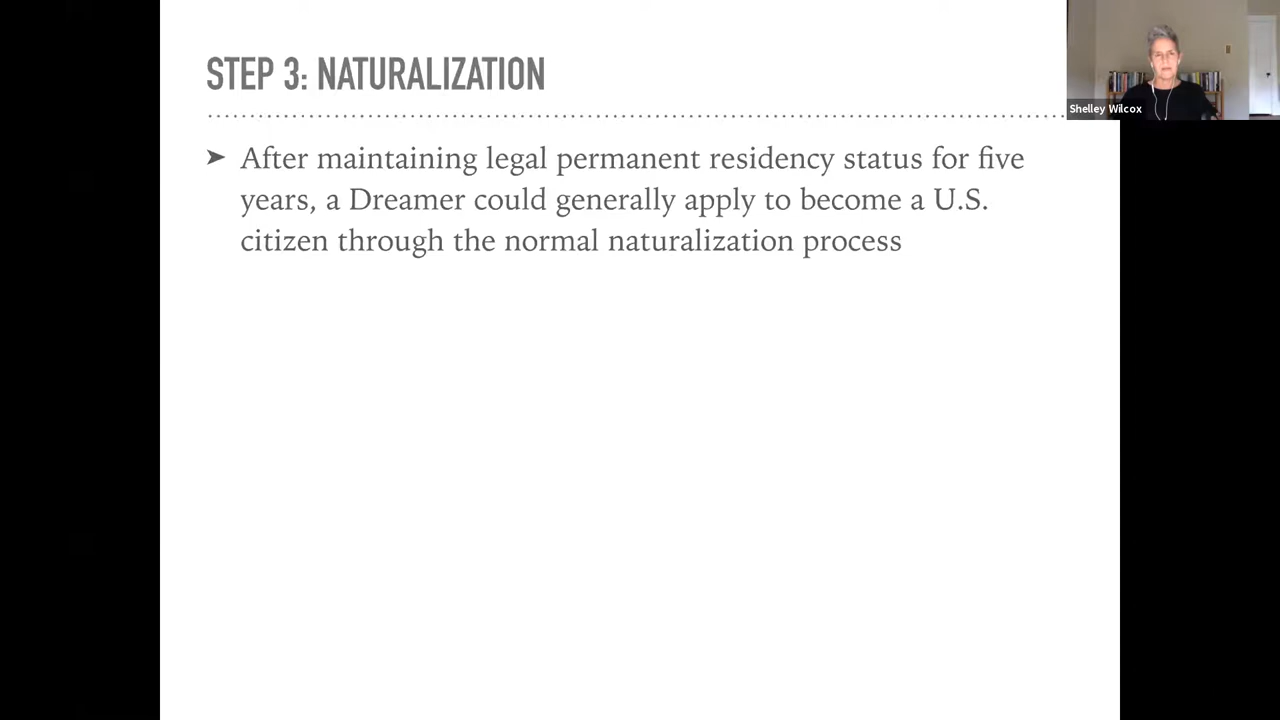 STEP 3: NATURALIZATION
➤ After maintaining legal permanent residency status for five
years, a Dreamer could generally apply to become a U.S.
citizen through the normal naturalization process
Shelley Wilcox